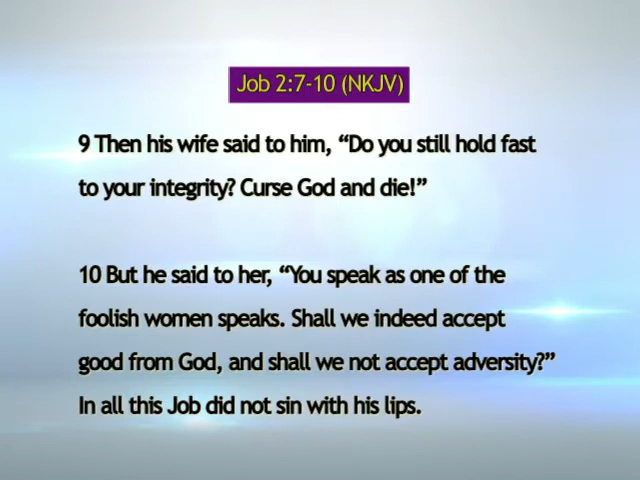 Job 2:7-10 (NKJV)
9 Then his wife said to him, “Do you still hold fast
to your integrity? Curse God and die!”
10 But he said to her, “You speak as one of the
foolish women speaks. Shall we indeed accept
good from God, and shall we not accept adversity?”
In all this Job did not sin with his lips.